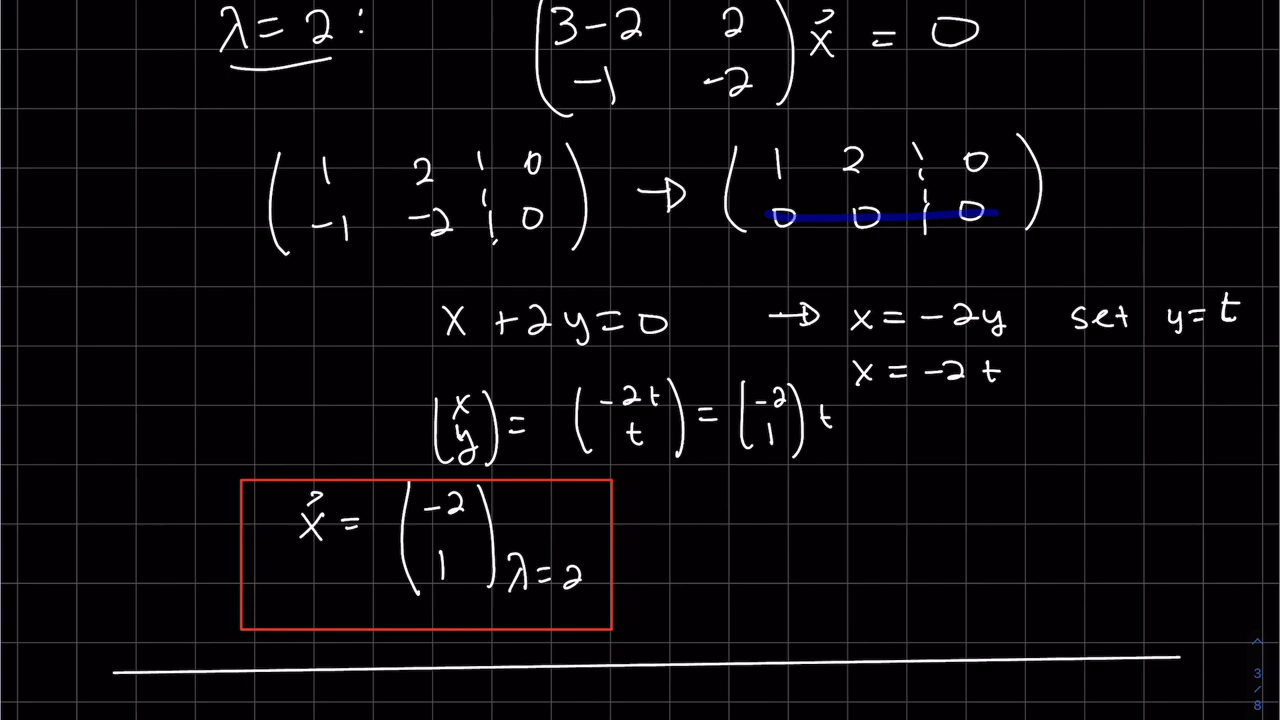 λ = 2 :
( 3 - 2 2 ) x⃗ = 0
( -1 -2 )
( 1 2 ¦ 0 ) → ( 1 2 ¦ 0 )
( -1 -2 ¦ 0 ) ( 0 0 ¦ 0 )
x + 2y = 0 → x = -2y set y = t
x = -2t
( x ) = ( -2t ) = ( -2 ) t
( y ) ( t ) ( 1 )
x⃗ = ( -2 )
( 1 ) λ = 2
3 / 8